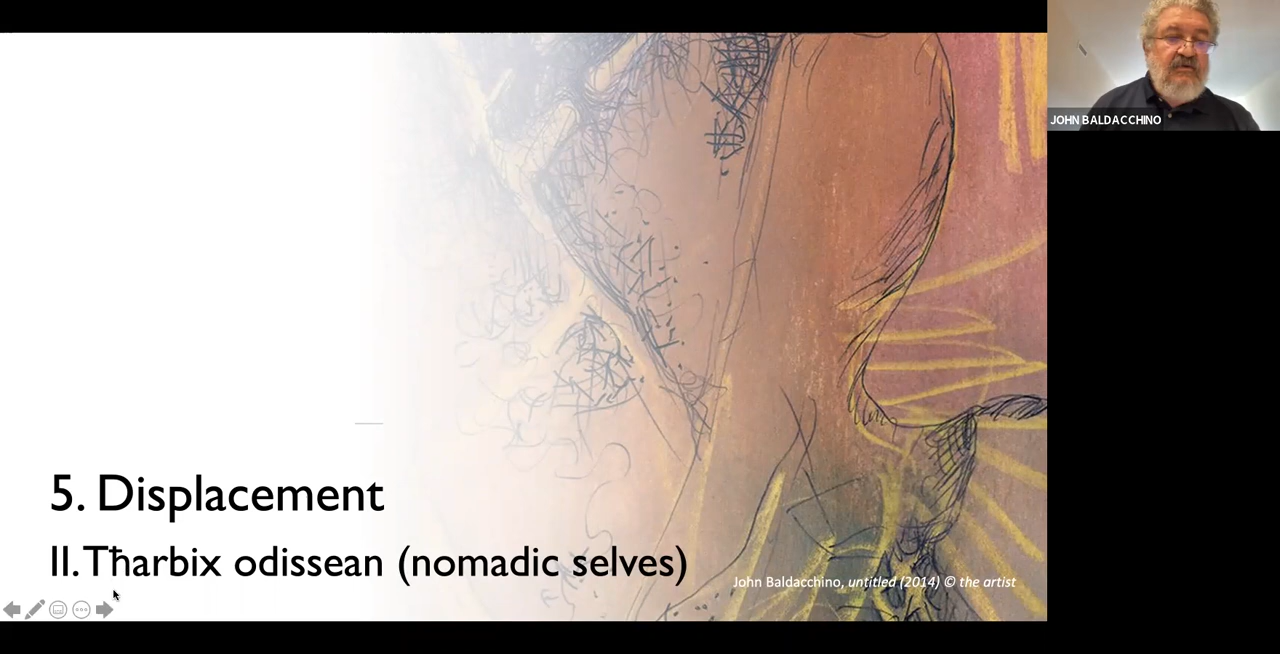 JOHN BALDACCHINO
5. Displacement
II. Tħarbix odissean (nomadic selves)
John Baldacchino, untitled (2014) © the artist